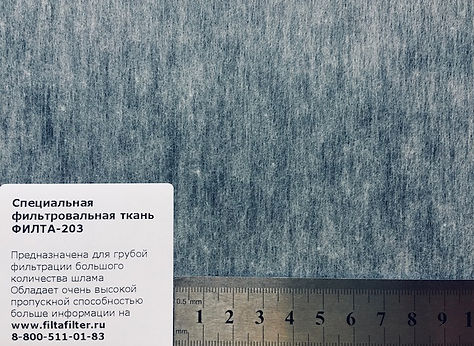 Специальная
фильтровальная ткань
ФИЛТА-203
Предназначена для грубой
фильтрации большого
количества шлама
Обладает очень высокой
пропускной способностью
больше информации на
www.filtafilter.ru
8-800-511-01-83
0.5 mm
1 2 3 4 5 6 7 8 9
mm